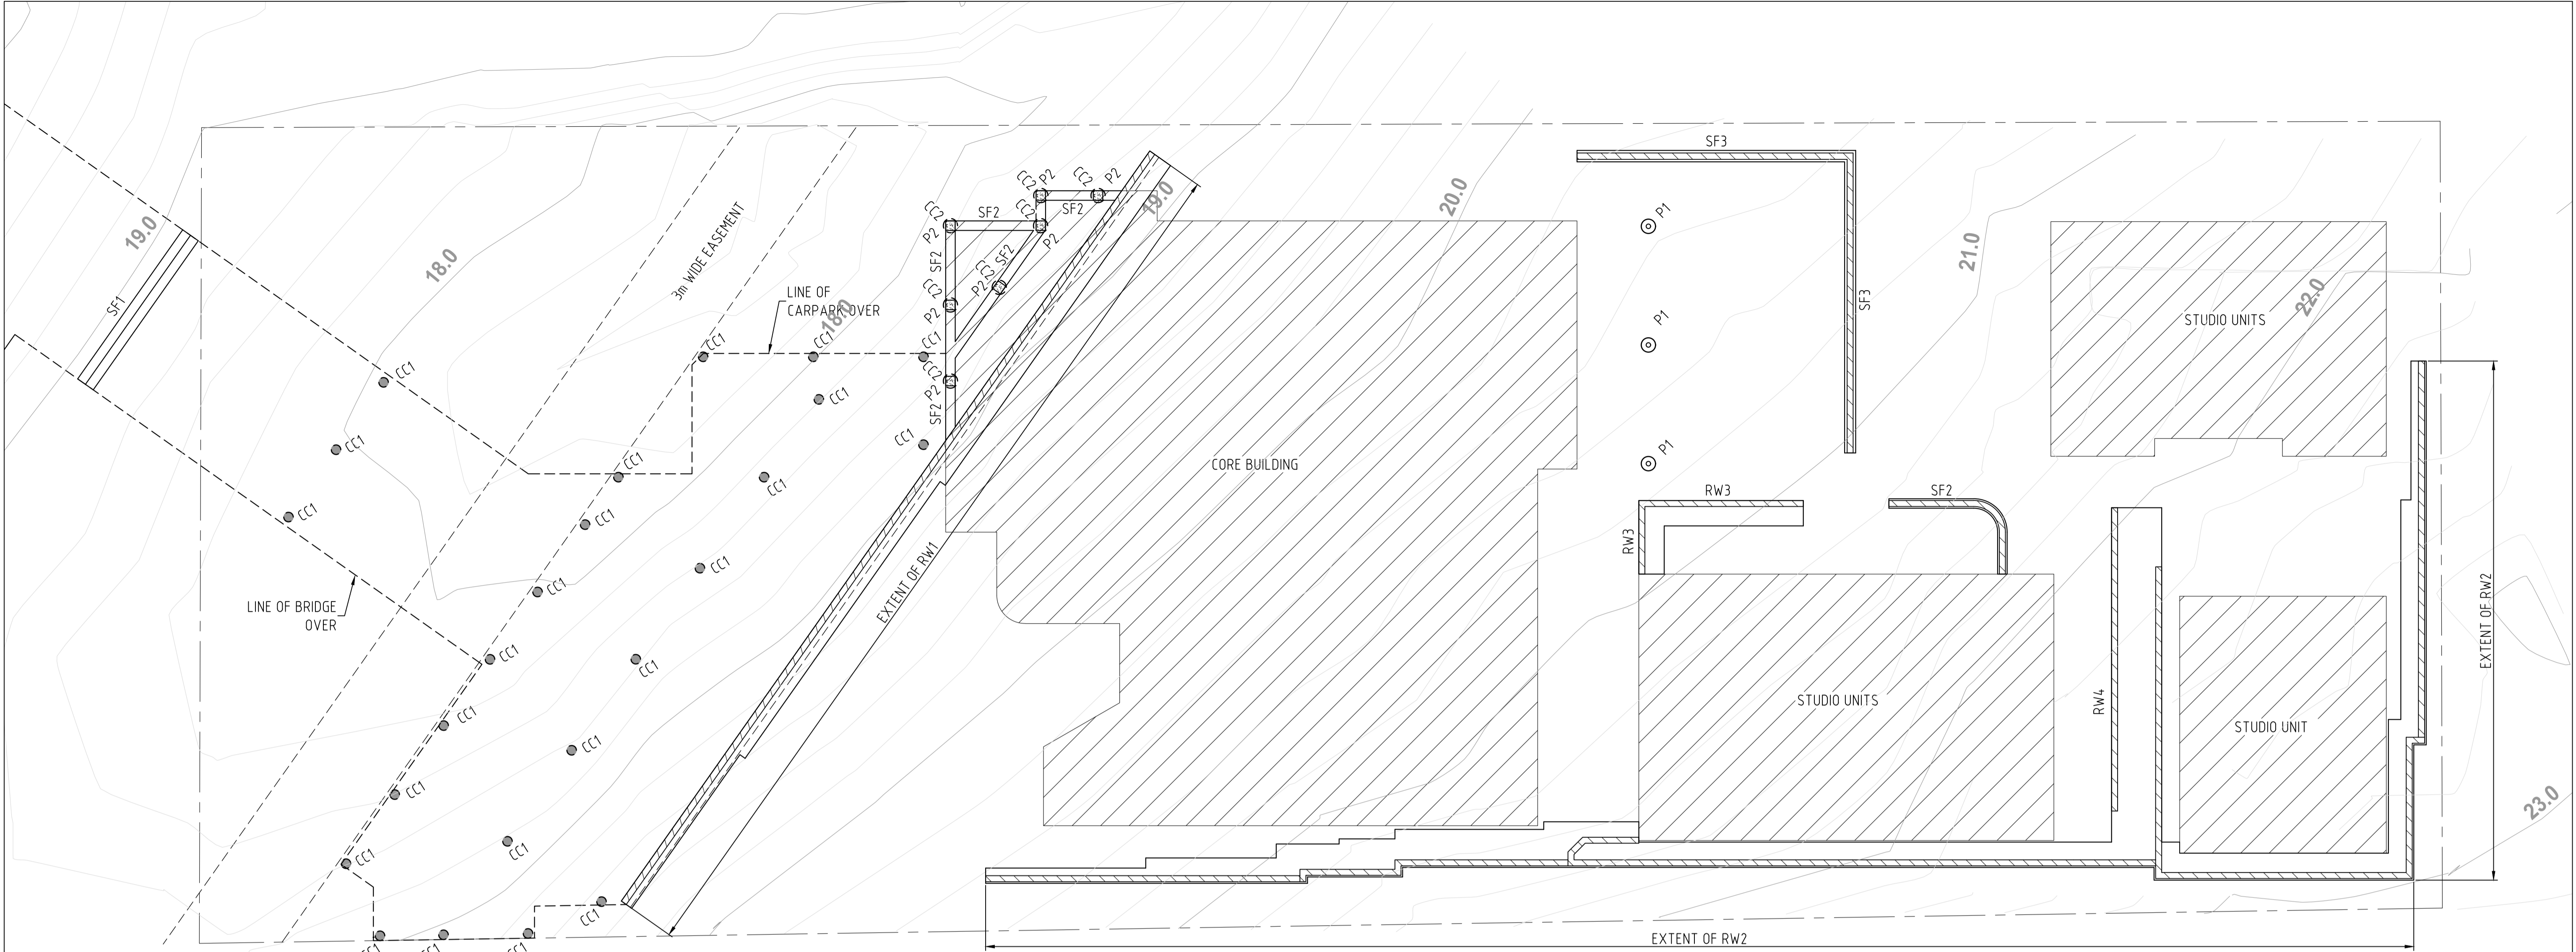 SF3
19.0
P2
CC2
P2
CC2
CC2
SF2
CC2
SF2
P2
P2
20.0
P1
19.0
3m WIDE EASEMENT
21.0
18.0
SF2
SF2
CC2
P2
CC2
P2
22.0
SF1
LINE OF
CARPARK OVER
18.0
SF3
P1
STUDIO UNITS
CC1
CC1
CC1
CC1
CC2
P2
CC1
SF2
CC1
CC1
P1
CORE BUILDING
CC1
CC1
RW3
SF2
CC1
CC1
RW3
CC1
CC1
EXTENT OF RW1
LINE OF BRIDGE
OVER
EXTENT OF RW2
CC1
CC1
STUDIO UNITS
RW4
STUDIO UNIT
CC1
CC1
CC1
23.0
CC1
CC1
CC1
EXTENT OF RW2
CC1
CC1
CC1